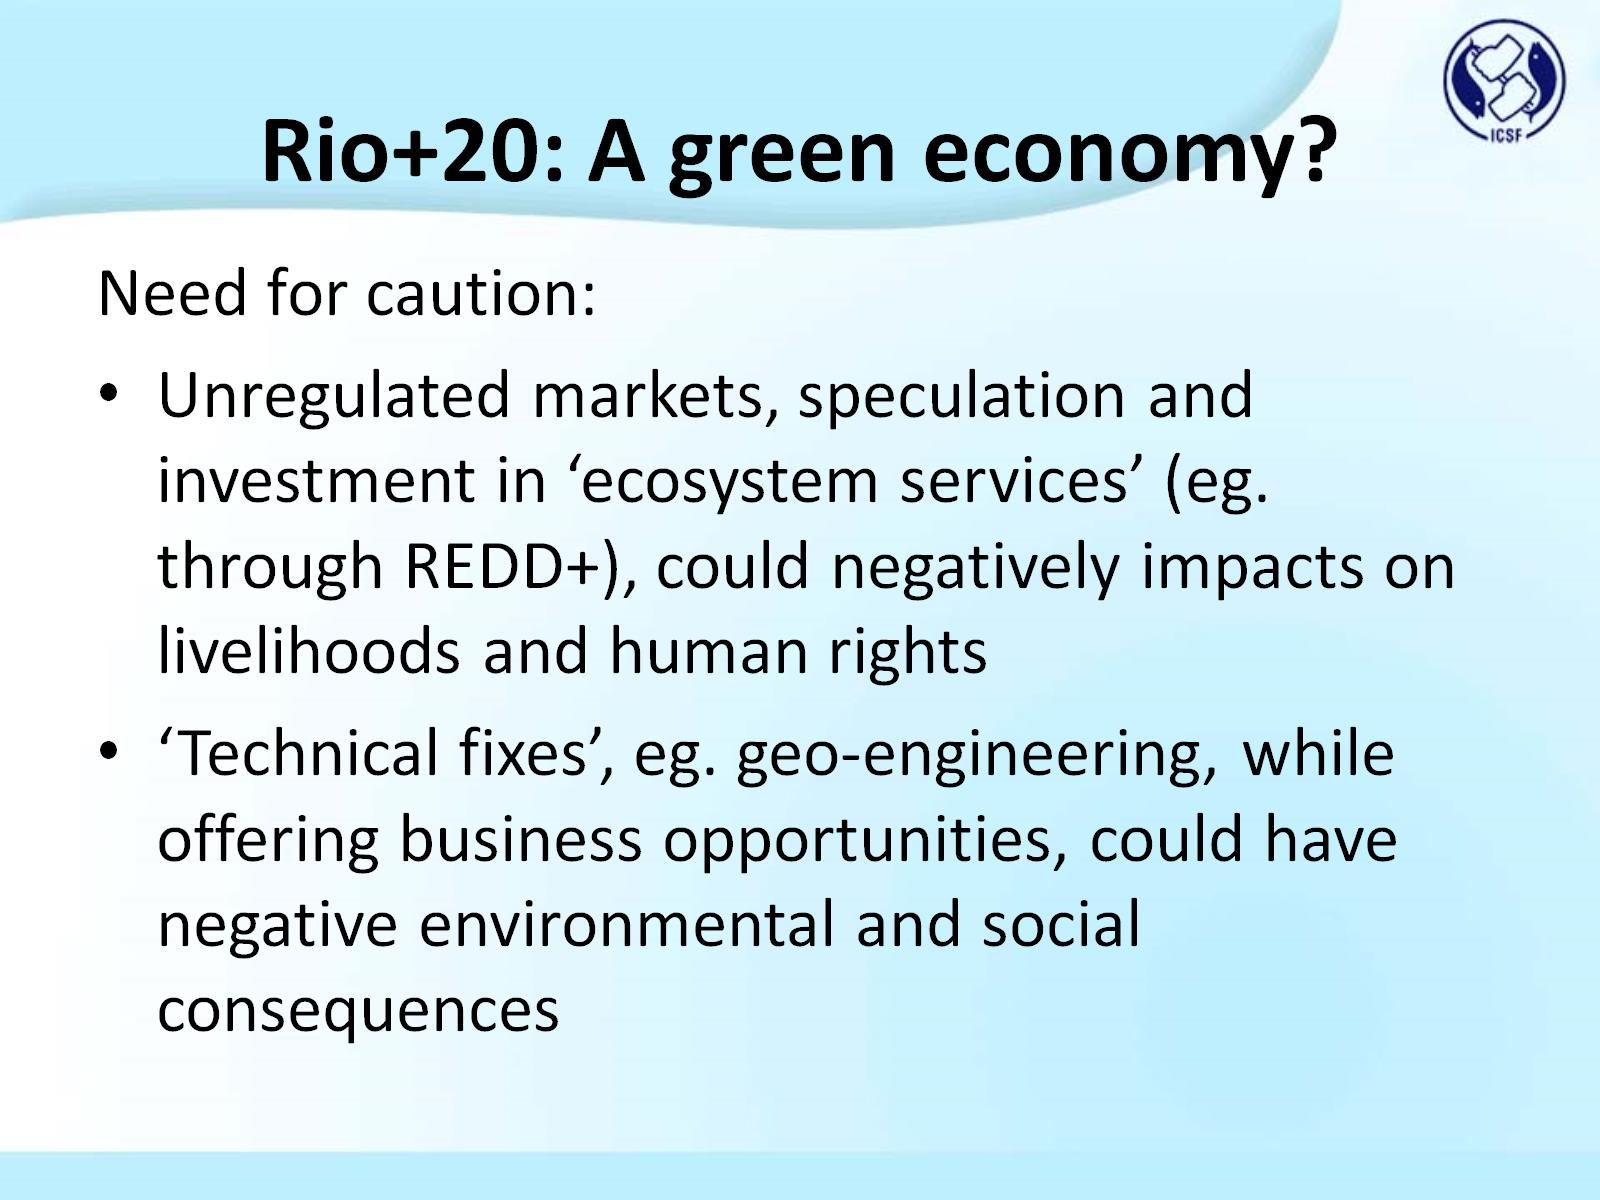 ICSF
Rio+20: A green economy?
Need for caution:
• Unregulated markets, speculation and
investment in ‘ecosystem services’ (eg.
through REDD+), could negatively impacts on
livelihoods and human rights
• ‘Technical fixes’, eg. geo-engineering, while
offering business opportunities, could have
negative environmental and social
consequences